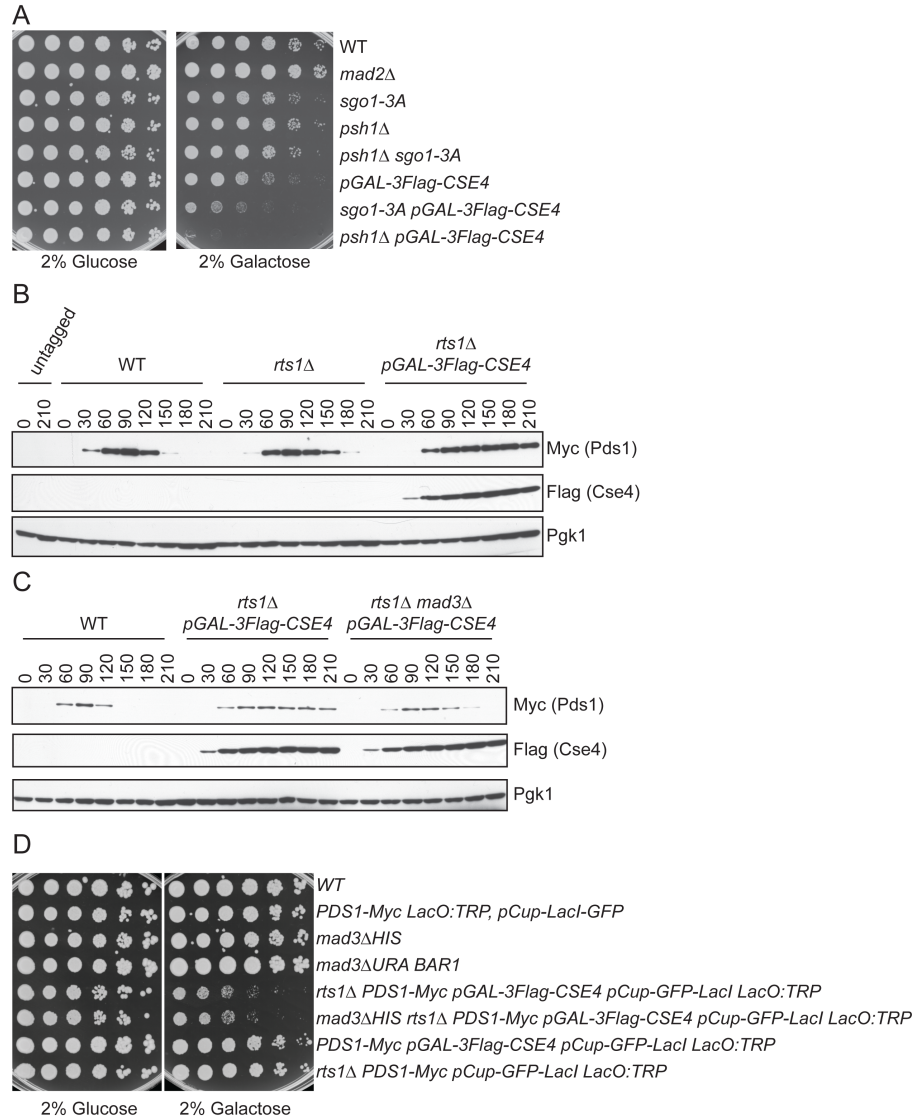 A
WT
mad2Δ
sgo1-3A
psh1Δ
psh1Δ sgo1-3A
pGAL-3Flag-CSE4
sgo1-3A pGAL-3Flag-CSE4
psh1Δ pGAL-3Flag-CSE4
2% Glucose 2% Galactose
B
untagged
WT
rts1Δ
rts1Δ
pGAL-3Flag-CSE4
0 210 0 30 60 90 120 150 180 210 0 30 60 90 120 150 180 210 0 30 60 90 120 150 180 210
Myc (Pds1)
Flag (Cse4)
Pgk1
C
WT
rts1Δ
pGAL-3Flag-CSE4
rts1Δ mad3Δ
pGAL-3Flag-CSE4
0 30 60 90 120 150 180 210 0 30 60 90 120 150 180 210 0 30 60 90 120 150 180 210
Myc (Pds1)
Flag (Cse4)
Pgk1
D
WT
PDS1-Myc LacO:TRP, pCup-LacI-GFP
mad3ΔHIS
mad3ΔURA BAR1
rts1Δ PDS1-Myc pGAL-3Flag-CSE4 pCup-GFP-LacI LacO:TRP
mad3ΔHIS rts1Δ PDS1-Myc pGAL-3Flag-CSE4 pCup-GFP-LacI LacO:TRP
PDS1-Myc pGAL-3Flag-CSE4 pCup-GFP-LacI LacO:TRP
rts1Δ PDS1-Myc pCup-GFP-LacI LacO:TRP
2% Glucose 2% Galactose